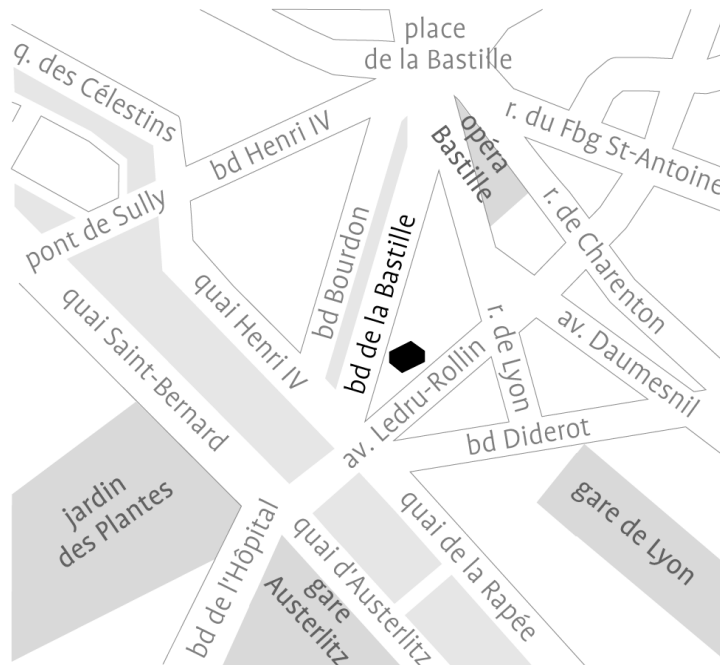 place
de la Bastille
q. des Célestins
r. du Fbg St-Antoine
bd Henri IV
opéra
Bastille
pont de Sully
bd Bourdon
bd de la Bastille
r. de Charenton
quai Henri IV
quai Saint-Bernard
r. de Lyon
av. Daumesnil
av. Ledru-Rollin
bd Diderot
jardin
des Plantes
gare de Lyon
bd de l'Hôpital
quai d'Austerlitz
quai de la Rapée
gare
Austerlitz